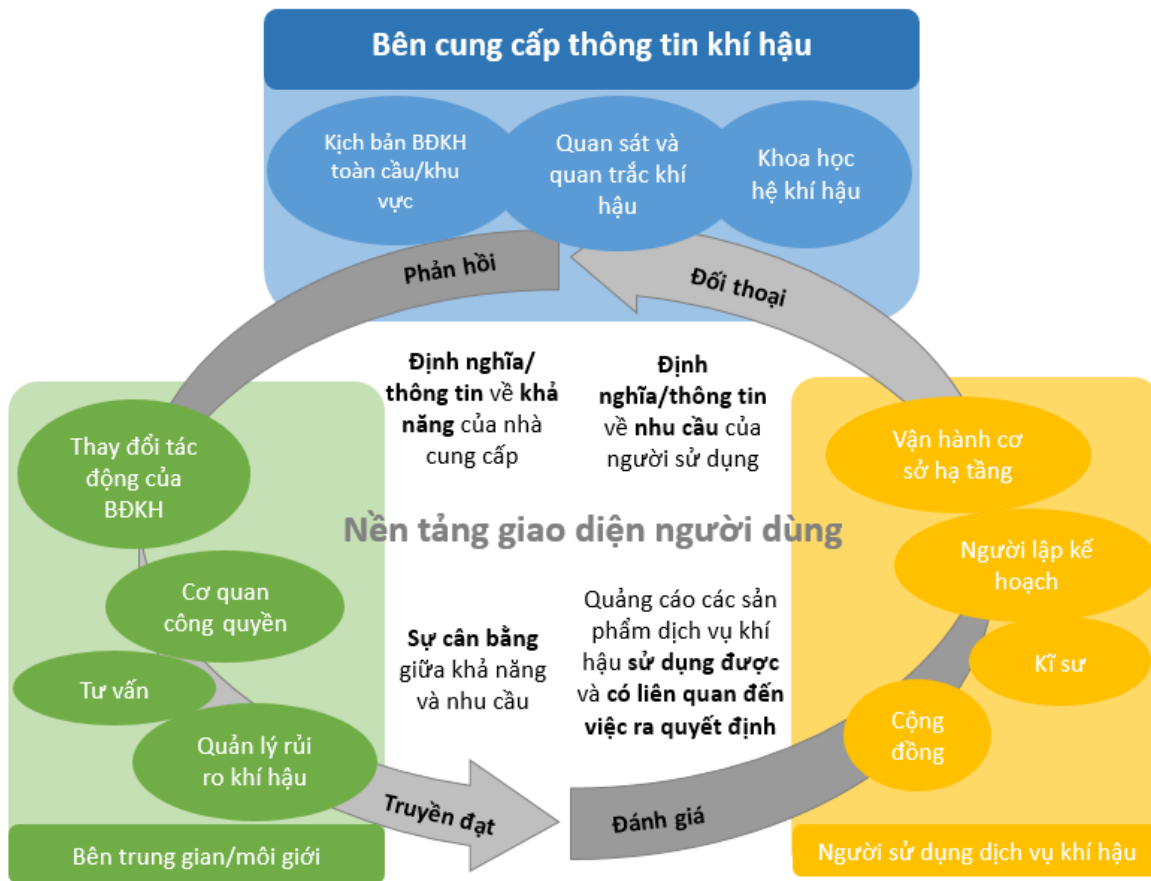 Bên cung cấp thông tin khí hậu
Kịch bản BĐKH
toàn cầu/khu
vực
Quan sát và
quan trắc khí
hậu
Khoa học
hệ khí hậu
Phản hồi
Đối thoại
Định nghĩa/
thông tin về khả
năng của nhà
cung cấp
Định
nghĩa/thông tin
về nhu cầu của
người sử dụng
Thay đổi tác
động của
BĐKH
Cơ quan
công quyền
Tư vấn
Quản lý rủi
ro khí hậu
Bên trung gian/môi giới
Nền tảng giao diện người dùng
Sự cân bằng
giữa khả năng
và nhu cầu
Quảng cáo các sản
phẩm dịch vụ khí
hậu sử dụng được
và có liên quan đến
việc ra quyết định
Vận hành cơ
sở hạ tầng
Người lập kế
hoạch
Kĩ sư
Cộng
đồng
Truyền đạt
Đánh giá
Người sử dụng dịch vụ khí hậu